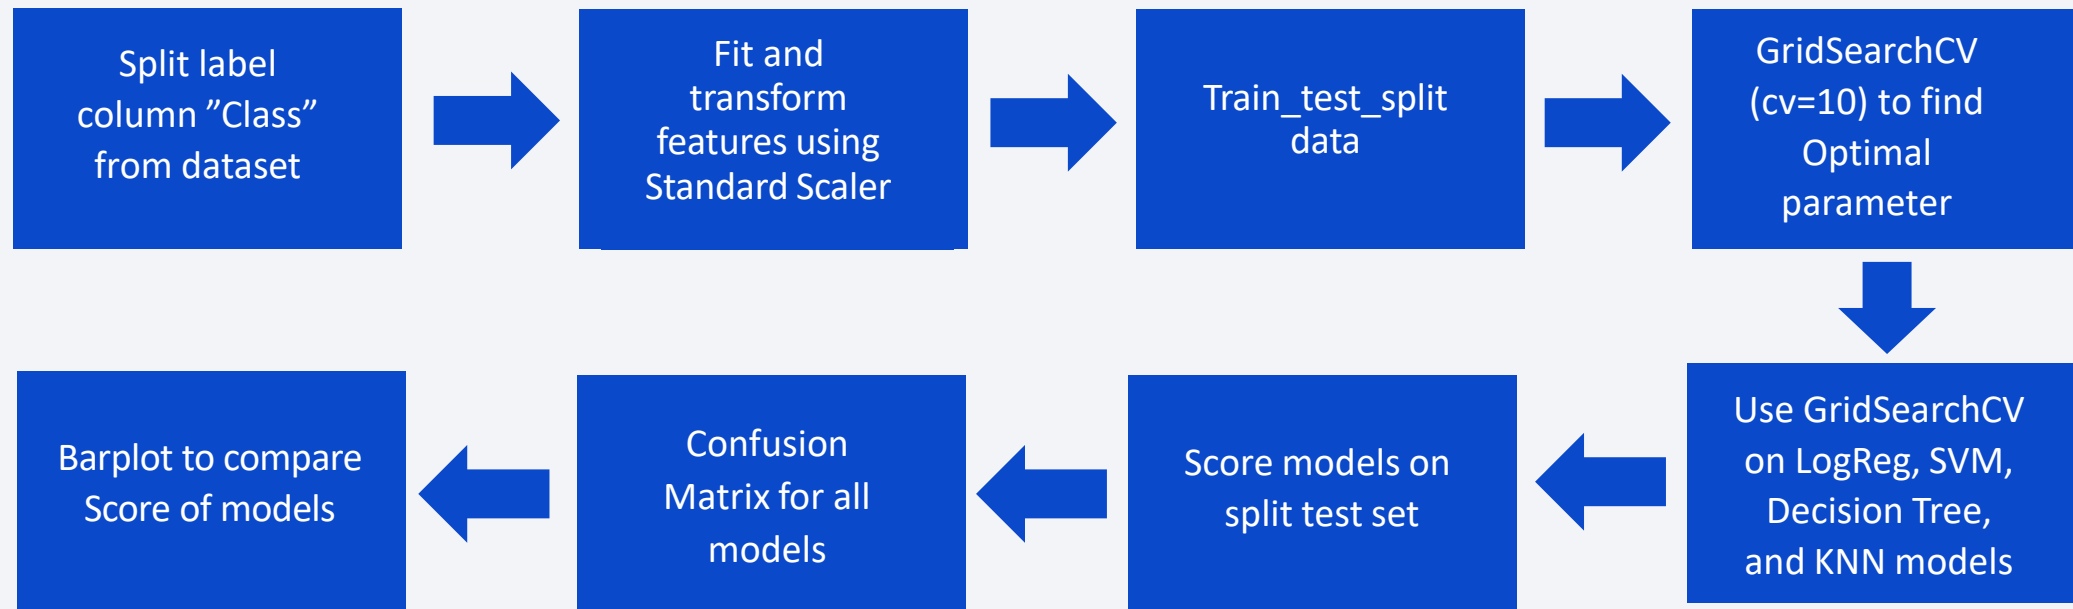 Split label
column ”Class”
from dataset
Fit and
transform
features using
Standard Scaler
Train_test_split
data
GridSearchCV
(cv=10) to find
Optimal
parameter
Use GridSearchCV
on LogReg, SVM,
Decision Tree,
and KNN models
Score models on
split test set
Confusion
Matrix for all
models
Barplot to compare
Score of models